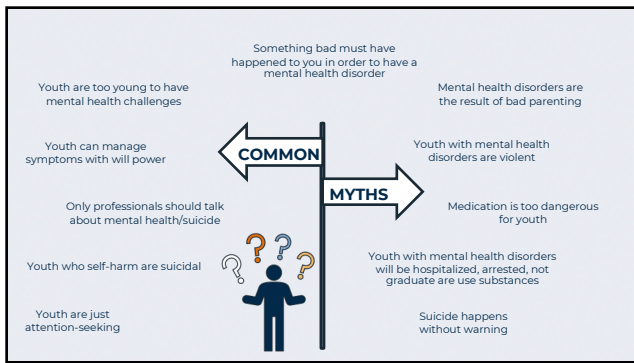 Something bad must have
happened to you in order to have a
mental health disorder
Youth are too young to have
mental health challenges
Mental health disorders are
the result of bad parenting
Youth can manage
symptoms with will power
COMMON
Youth with mental health
disorders are violent
MYTHS
Only professionals should talk
about mental health/suicide
Medication is too dangerous
for youth
Youth who self-harm are suicidal
? ? ? ?
Youth with mental health disorders
will be hospitalized, arrested, not
graduate are use substances
Youth are just
attention-seeking
Suicide happens
without warning